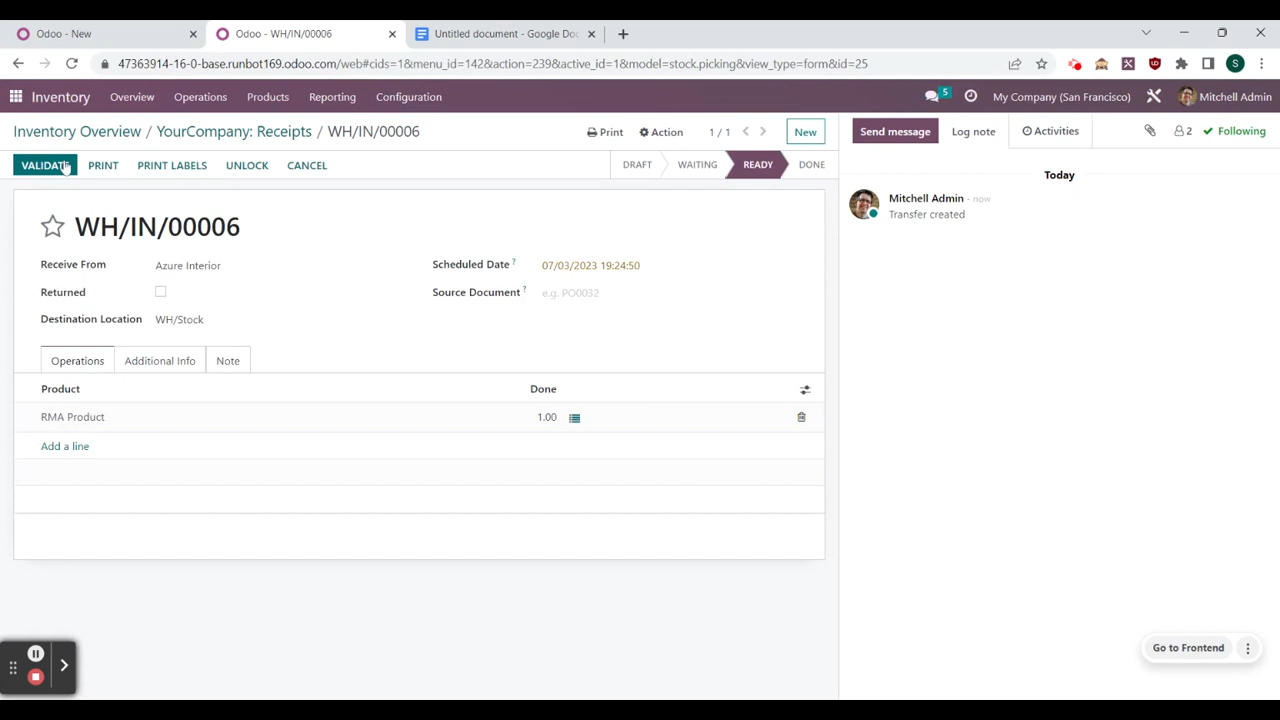 Odoo - New
Odoo - WH/IN/00006
Untitled document - Google Doc
47363914-16-0-base.runbot169.odoo.com/web#cids=1&menu_id=142&action=239&active_id=1&model=stock.picking&view_type=form&id=25
S
Inventory
Overview
Operations
Products
Reporting
Configuration
5
My Company (San Francisco)
Mitchell Admin
Inventory Overview / YourCompany: Receipts / WH/IN/00006
Print
Action
1 / 1
New
Send message
Log note
Activities
2
Following
VALIDATE
PRINT
PRINT LABELS
UNLOCK
CANCEL
DRAFT
WAITING
READY
DONE
Today
Mitchell Admin - now
Transfer created
WH/IN/00006
Receive From
Azure Interior
Scheduled Date ?
07/03/2023 19:24:50
Returned
Source Document ?
e.g. PO0032
Destination Location
WH/Stock
Operations
Additional Info
Note
Product
Done
RMA Product
1.00
Add a line
Go to Frontend